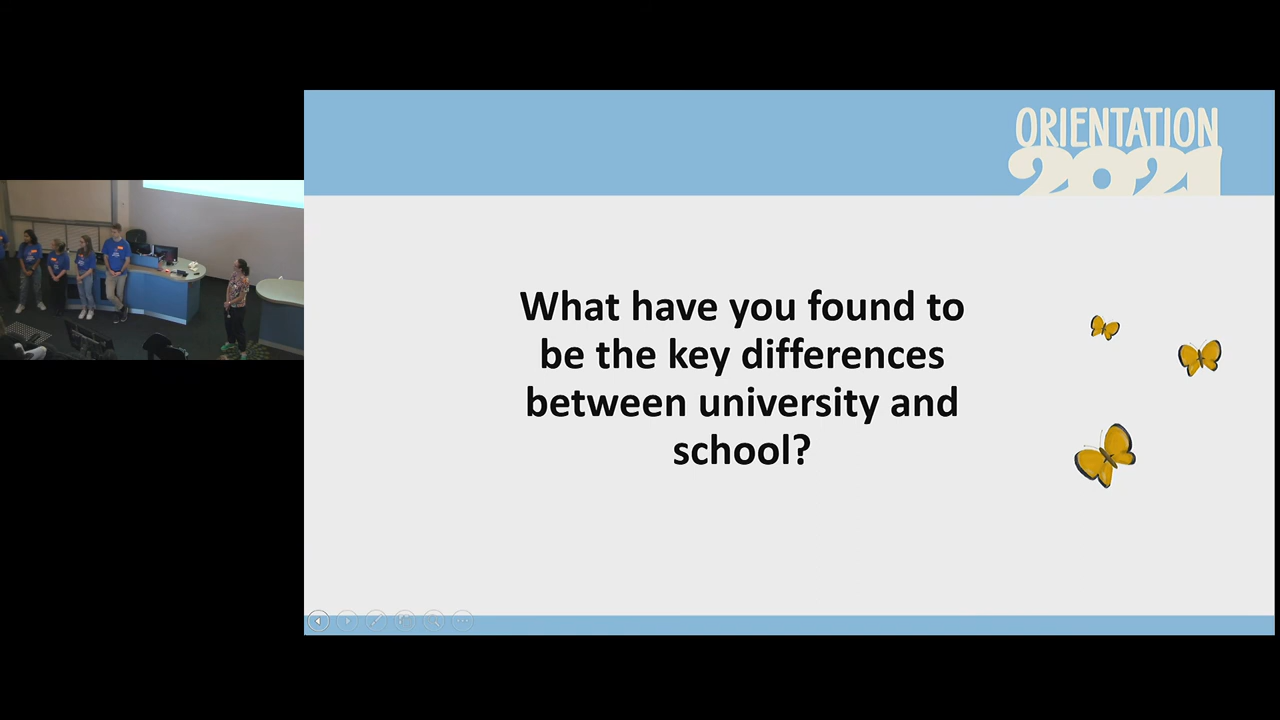 ORIENTATION
2021
What have you found to
be the key differences
between university and
school?